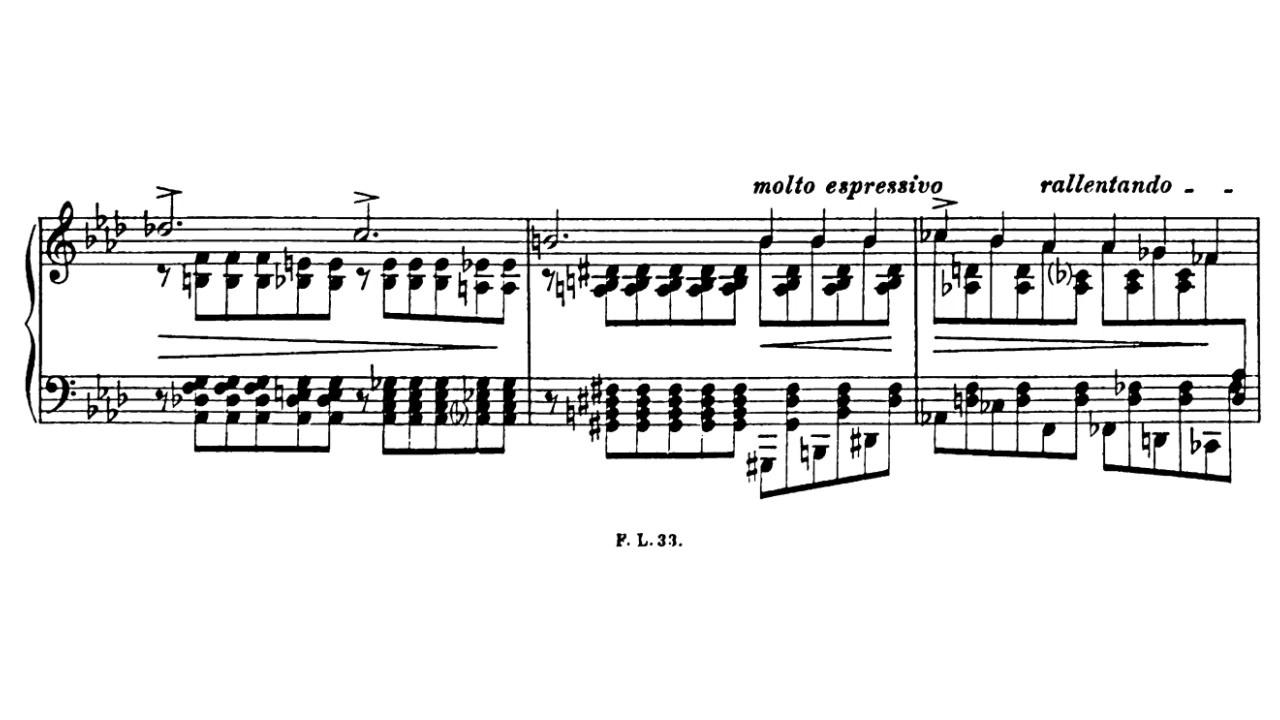 molto espressivo rallentando - -
F. L. 33.